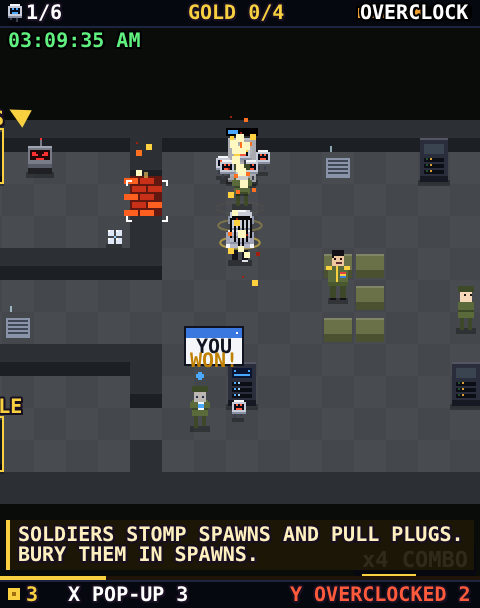 1/6
GOLD 0/4
OVERCLOCK
03:09:35 AM
S
YOU
WON!
LE
SOLDIERS STOMP SPAWNS AND PULL PLUGS.
BURY THEM IN SPAWNS.
x4 COMBO
3
X POP-UP 3
Y OVERCLOCKED 2